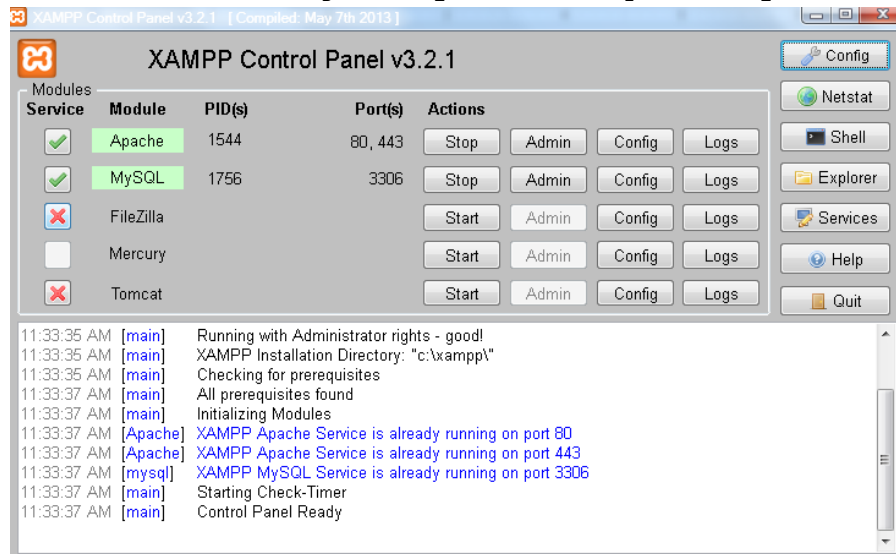 XAMPP Control Panel v3.2.1 [ Compiled: May 7th 2013 ]
XAMPP Control Panel v3.2.1
Config
Modules
Service Module PID(s) Port(s) Actions
Netstat
Apache 1544 80, 443 Stop Admin Config Logs
Shell
MySQL 1756 3306 Stop Admin Config Logs
Explorer
FileZilla Start Admin Config Logs
Services
Mercury Start Admin Config Logs
Help
Tomcat Start Admin Config Logs
Quit
11:33:35 AM [main] Running with Administrator rights - good!
11:33:35 AM [main] XAMPP Installation Directory: "c:\xampp\"
11:33:35 AM [main] Checking for prerequisites
11:33:37 AM [main] All prerequisites found
11:33:37 AM [main] Initializing Modules
11:33:37 AM [Apache] XAMPP Apache Service is already running on port 80
11:33:37 AM [Apache] XAMPP Apache Service is already running on port 443
11:33:37 AM [mysql] XAMPP MySQL Service is already running on port 3306
11:33:37 AM [main] Starting Check-Timer
11:33:37 AM [main] Control Panel Ready